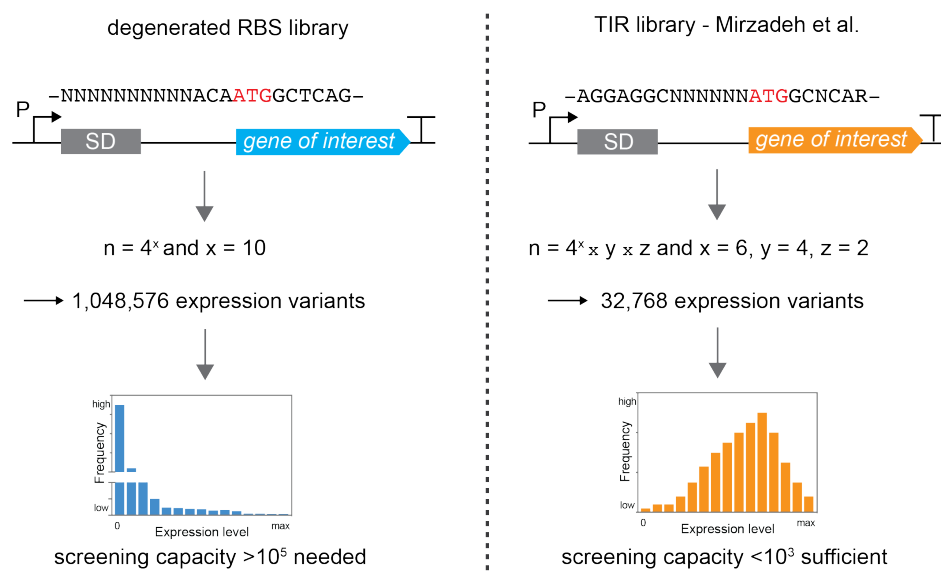 degenerated RBS library
–NNNNNNNNNNACAATGGCTCAG–
P
SD
gene of interest
n = 4ˣ and x = 10
1,048,576 expression variants
high
Frequency
low
0
max
Expression level
screening capacity >10⁵ needed
TIR library - Mirzadeh et al.
–AGGAGGCNNNNNNATGGCNCAR–
P
SD
gene of interest
n = 4ˣ x y x z and x = 6, y = 4, z = 2
32,768 expression variants
high
Frequency
low
0
max
Expression level
screening capacity <10³ sufficient